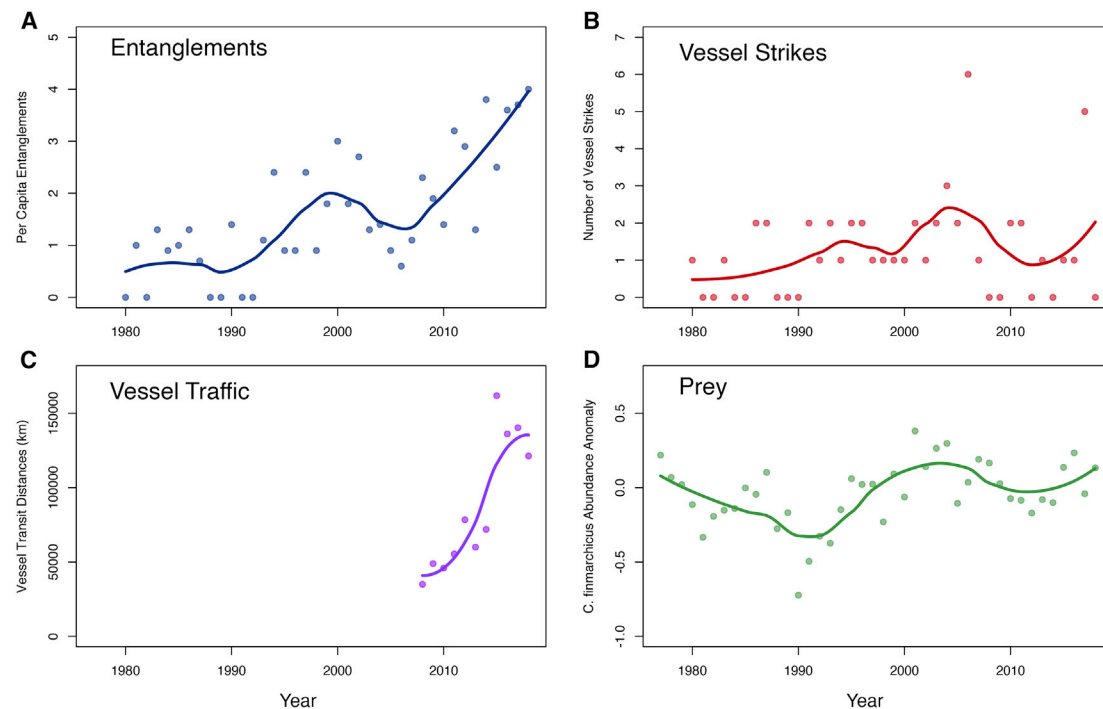 A
Entanglements
Per Capita Entanglements
5
4
3
2
1
0
1980 1990 2000 2010
B
Vessel Strikes
Number of Vessel Strikes
7
6
5
4
3
2
1
0
1980 1990 2000 2010
C
Vessel Traffic
Vessel Transit Distances (km)
150000
100000
50000
0
1980 1990 2000 2010
Year
D
Prey
C. finmarchicus Abundance Anomaly
0.5
0.0
-0.5
-1.0
1980 1990 2000 2010
Year